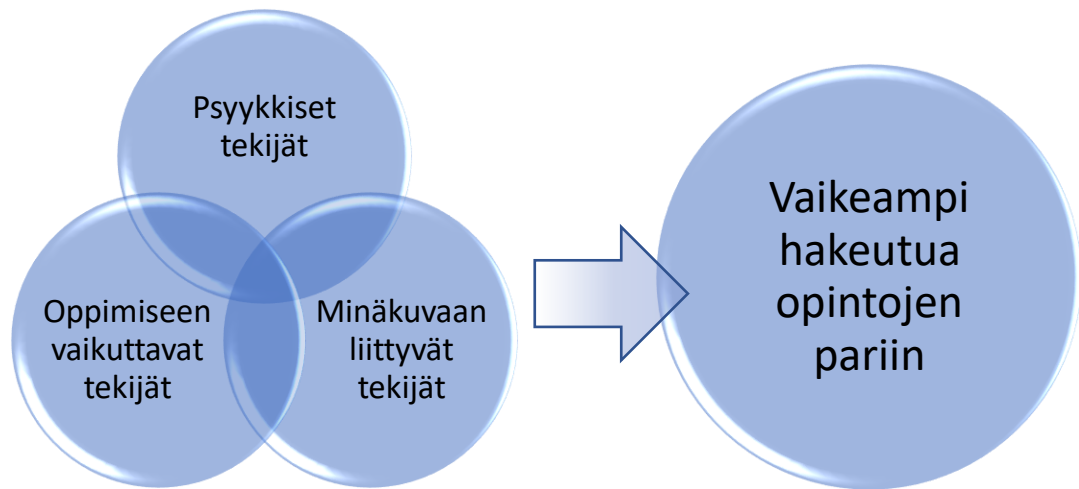 Psyykkiset
tekijät
Oppimiseen
vaikuttavat
tekijät
Minäkuvaan
liittyvät
tekijät
Vaikeampi
hakeutua
opintojen
pariin